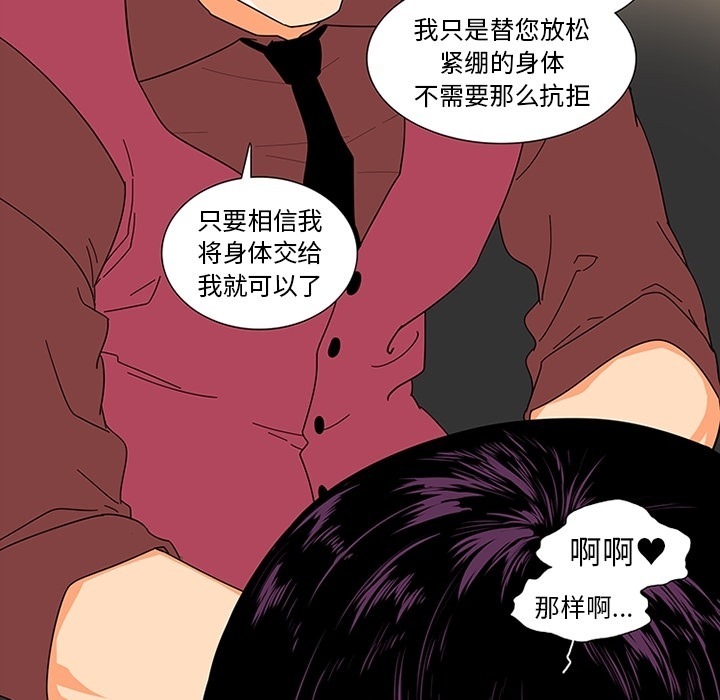 我只是替您放松
紧绷的身体
不需要那么抗拒
只要相信我
将身体交给
我就可以了
啊啊♥
那样啊…